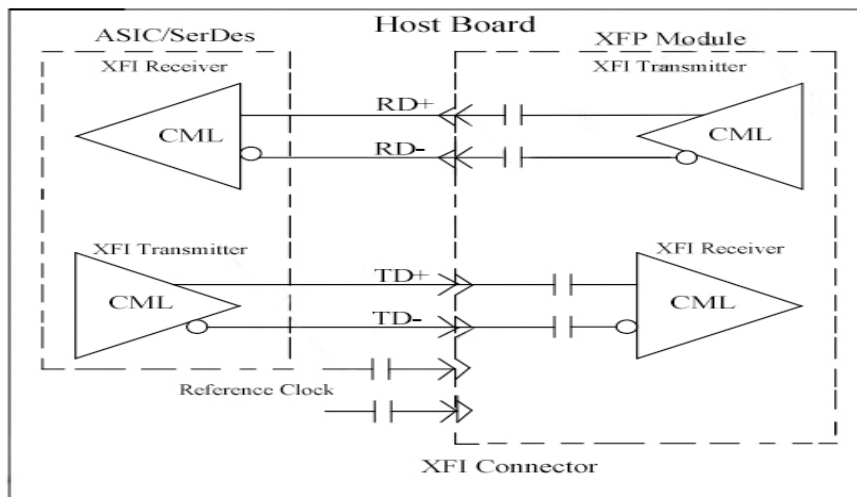 Host Board
ASIC/SerDes
XFP Module
XFI Receiver
XFI Transmitter
RD+
CML
CML
RD-
XFI Transmitter
XFI Receiver
TD+
CML
CML
TD-
Reference Clock
XFI Connector